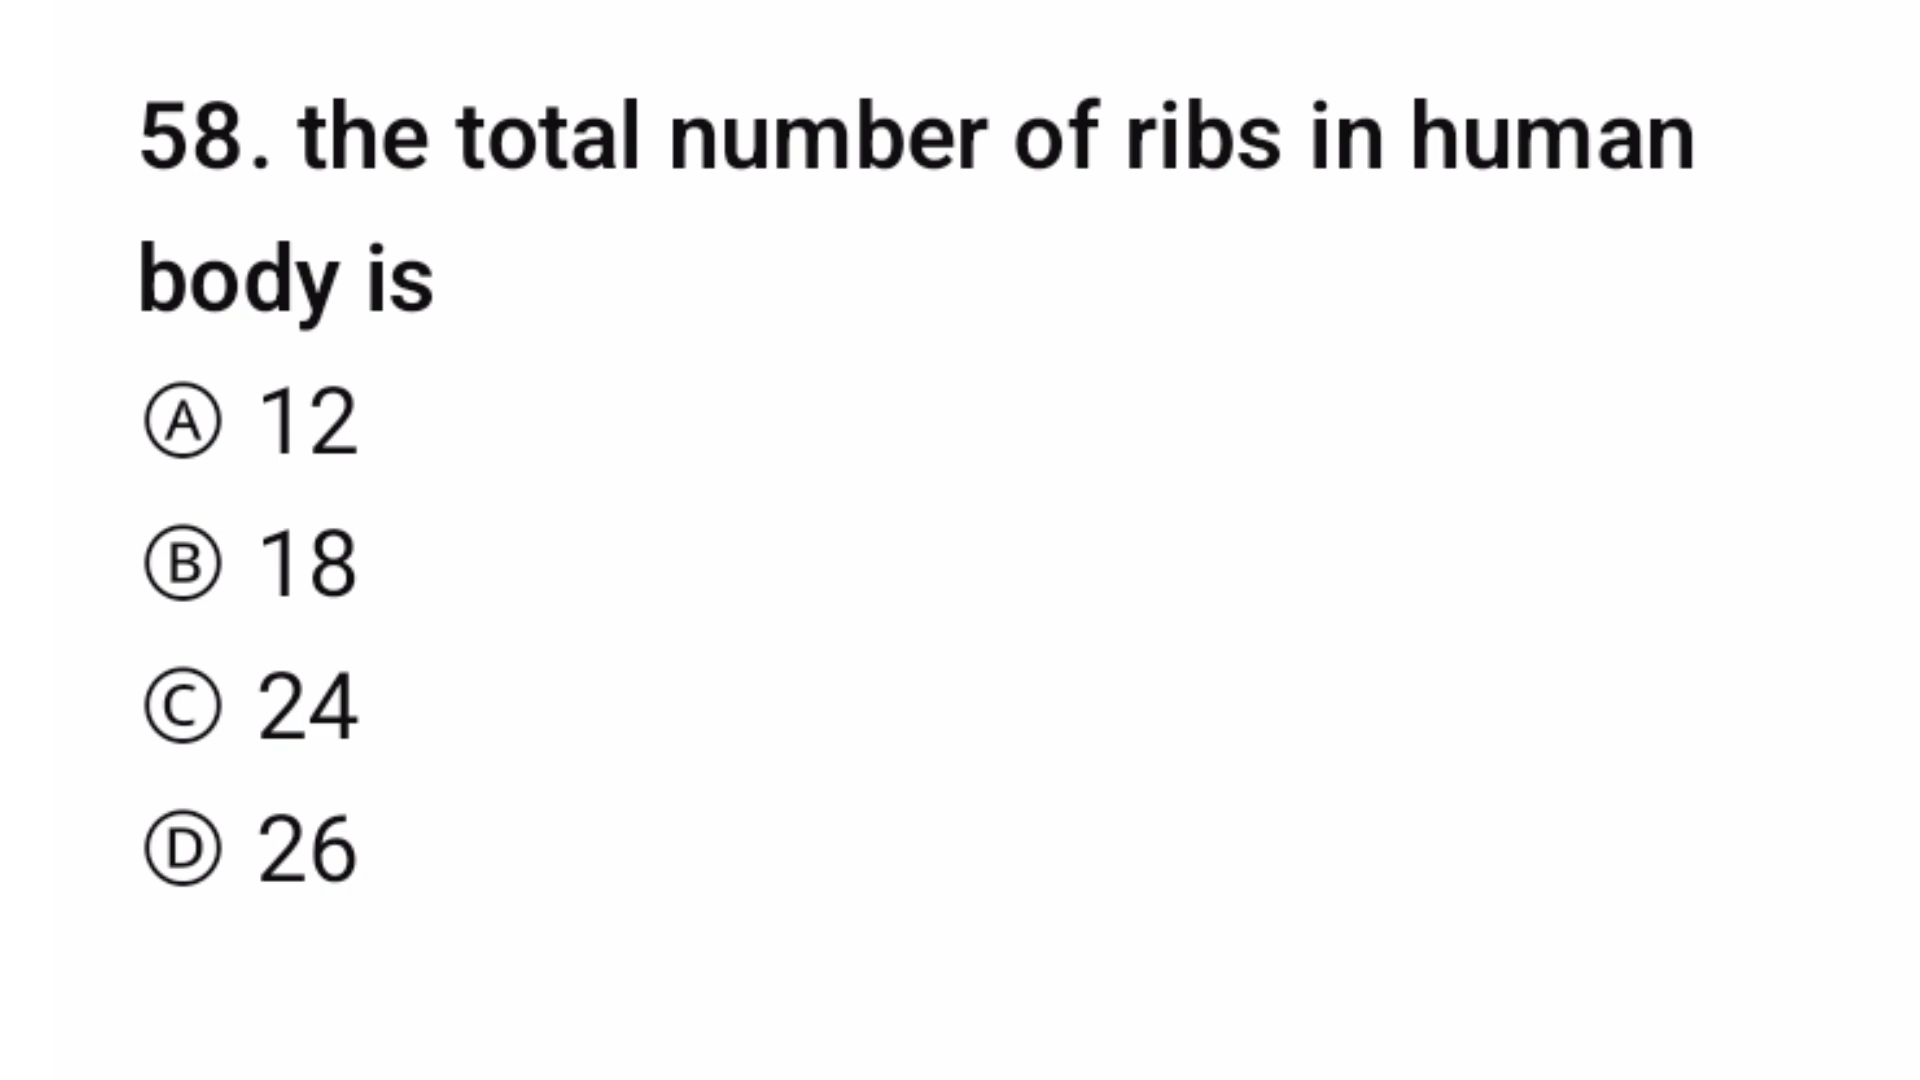 58. the total number of ribs in human
body is
Ⓐ 12
Ⓑ 18
Ⓒ 24
Ⓓ 26